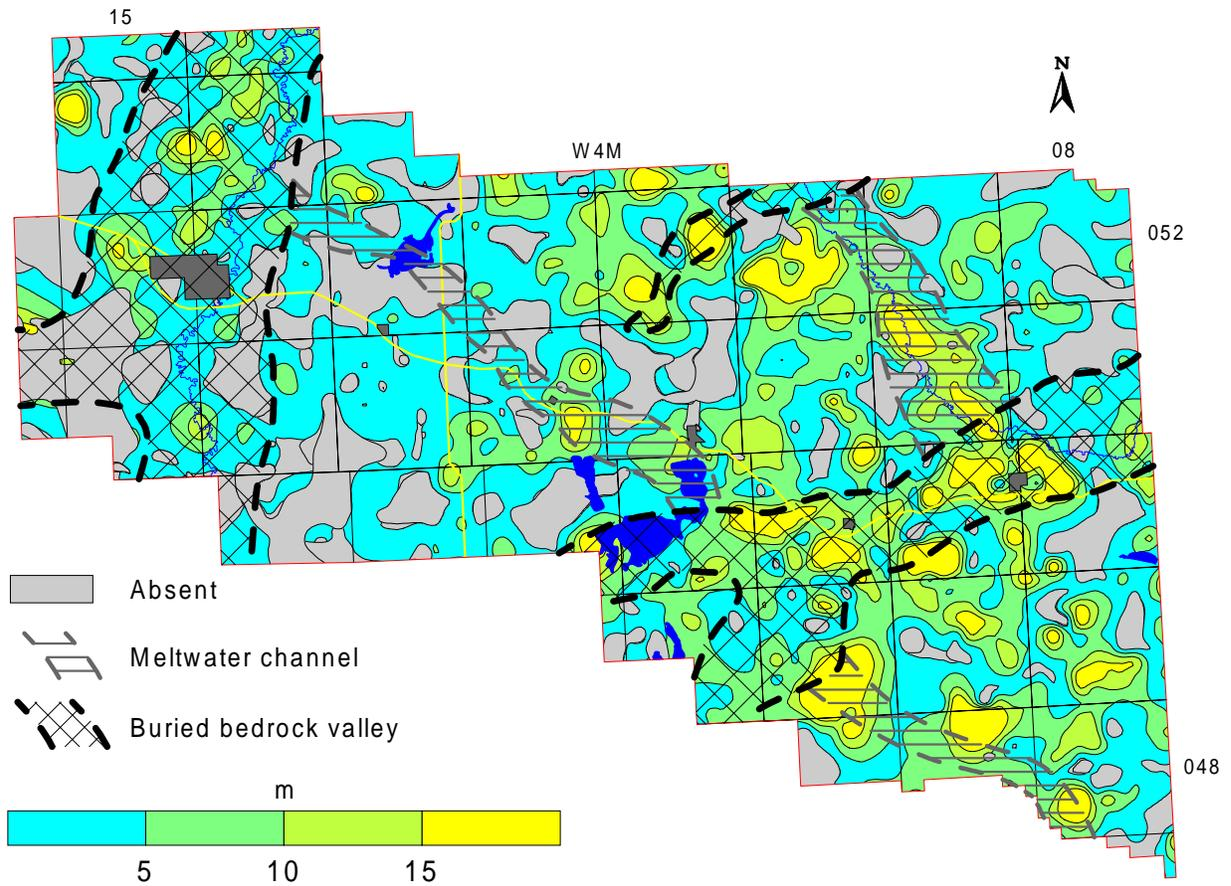 15
N
W4M
08
052
Absent
Meltwater channel
Buried bedrock valley
048
m
5 10 15